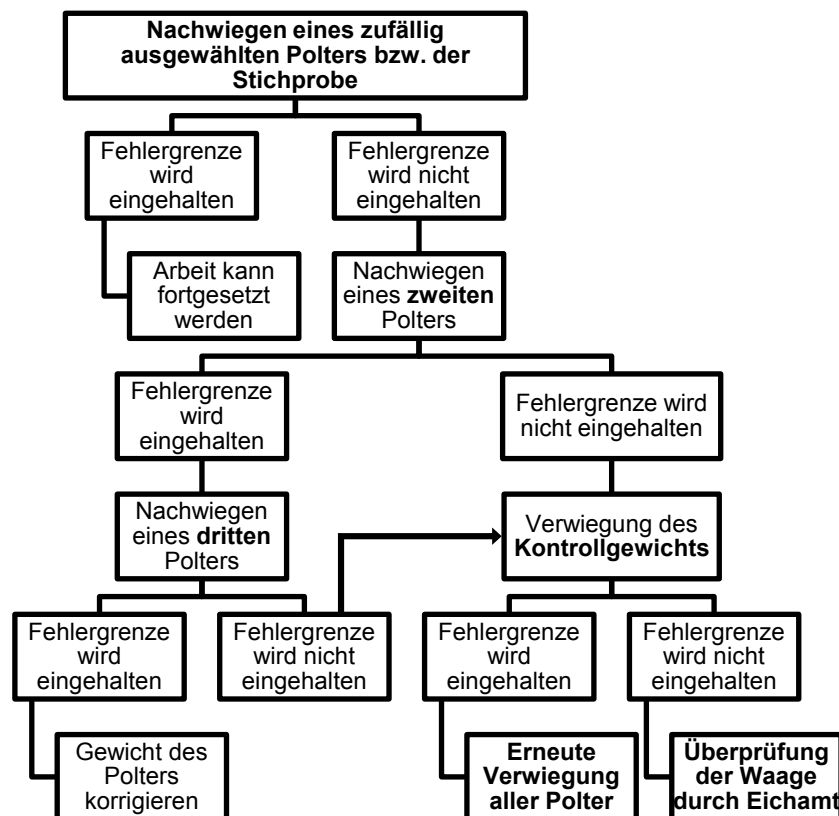 Nachwiegen eines zufällig
ausgewählten Polters bzw. der
Stichprobe
Fehlergrenze
wird
eingehalten
Fehlergrenze
wird nicht
eingehalten
Arbeit kann
fortgesetzt
werden
Nachwiegen
eines zweiten
Polters
Fehlergrenze
wird
eingehalten
Fehlergrenze wird
nicht eingehalten
Nachwiegen
eines dritten
Polters
Verwiegung des
Kontrollgewichts
Fehlergrenze
wird
eingehalten
Fehlergrenze
wird nicht
eingehalten
Fehlergrenze
wird
eingehalten
Fehlergrenze
wird nicht
eingehalten
Gewicht des
Polters
korrigieren
Erneute
Verwiegung
aller Polter
Überprüfung
der Waage
durch Eichamt